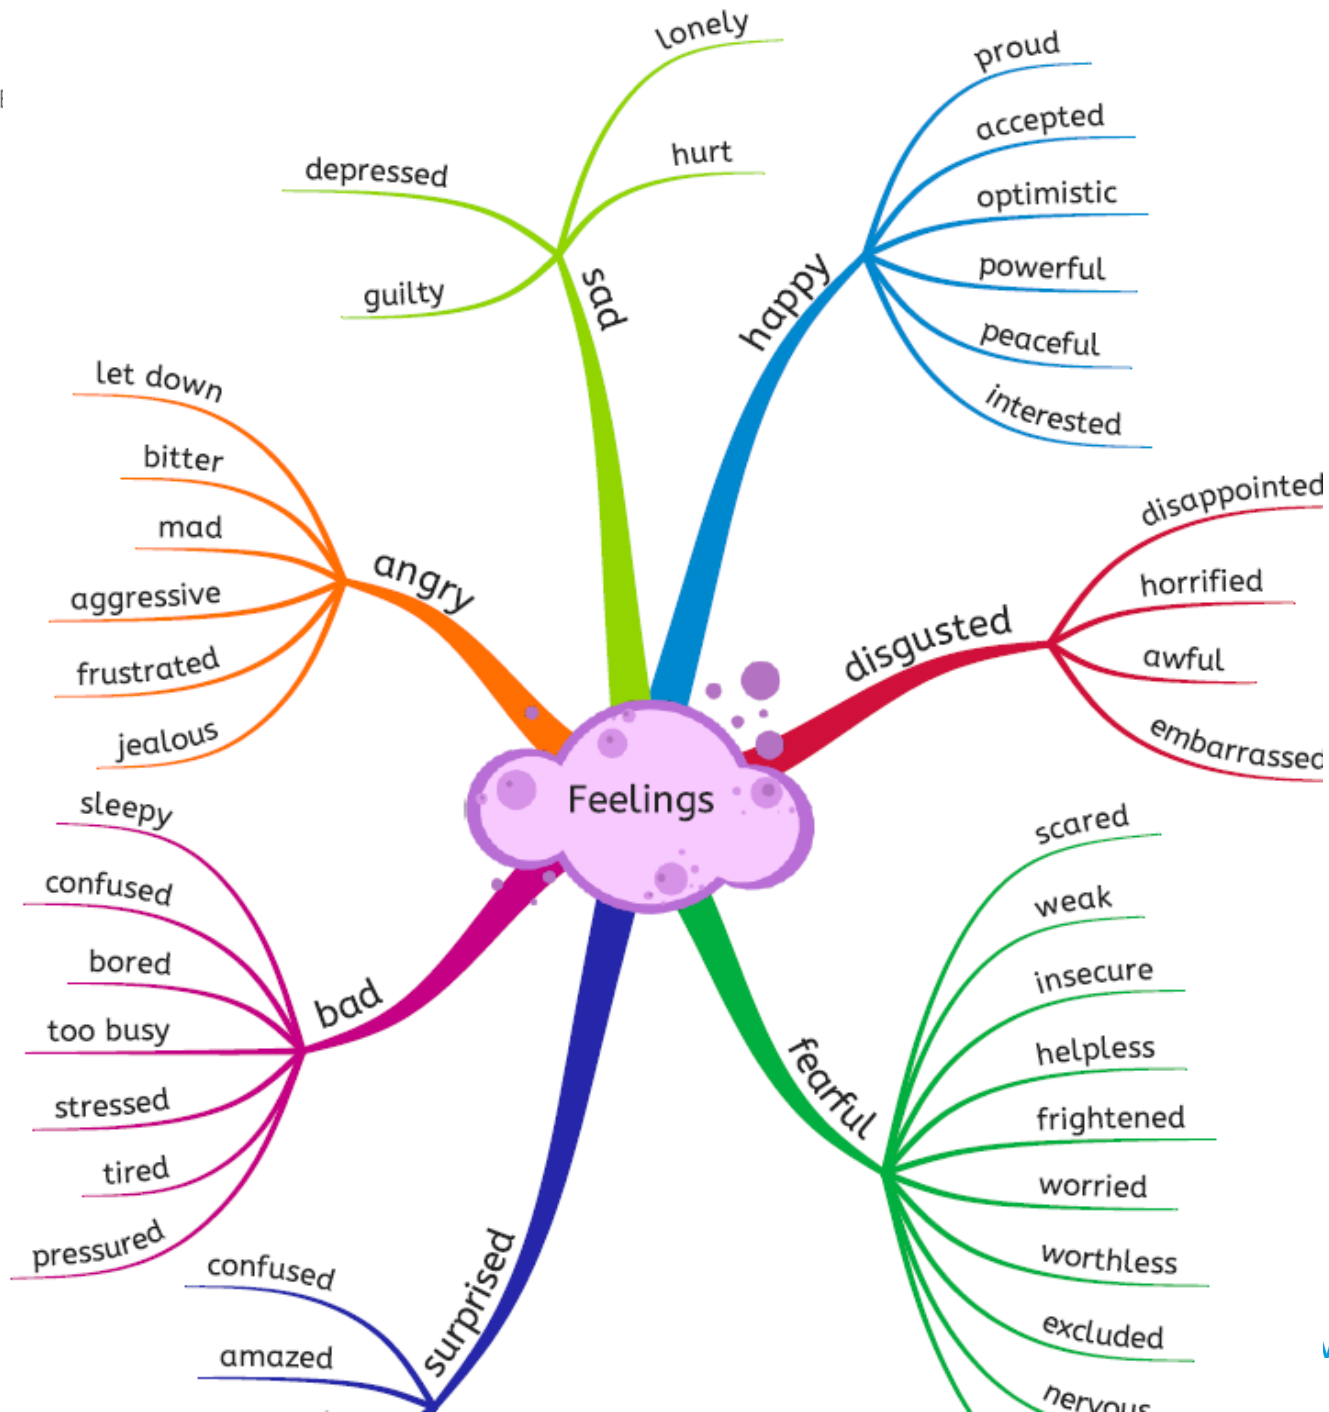 Feelings
happy
proud
accepted
optimistic
powerful
peaceful
interested
disgusted
disappointed
horrified
awful
embarrassed
fearful
scared
weak
insecure
helpless
frightened
worried
worthless
excluded
nervous
surprised
confused
amazed
bad
sleepy
confused
bored
too busy
stressed
tired
pressured
angry
let down
bitter
mad
aggressive
frustrated
jealous
sad
lonely
hurt
depressed
guilty